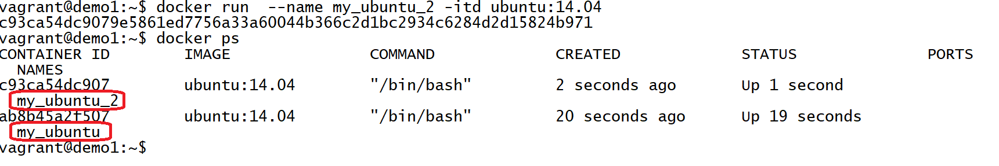 vagrant@demo1:~$ docker run  --name my_ubuntu_2 -itd ubuntu:14.04
c93ca54dc9079e5861ed7756a33a60044b366c2d1bc2934c6284d2d15824b971
vagrant@demo1:~$ docker ps
CONTAINER ID        IMAGE               COMMAND             CREATED             STATUS              PORTS
  NAMES
c93ca54dc907        ubuntu:14.04        "/bin/bash"         2 seconds ago       Up 1 second
  my_ubuntu_2
ab8b45a2f507        ubuntu:14.04        "/bin/bash"         20 seconds ago      Up 19 seconds
  my_ubuntu
vagrant@demo1:~$